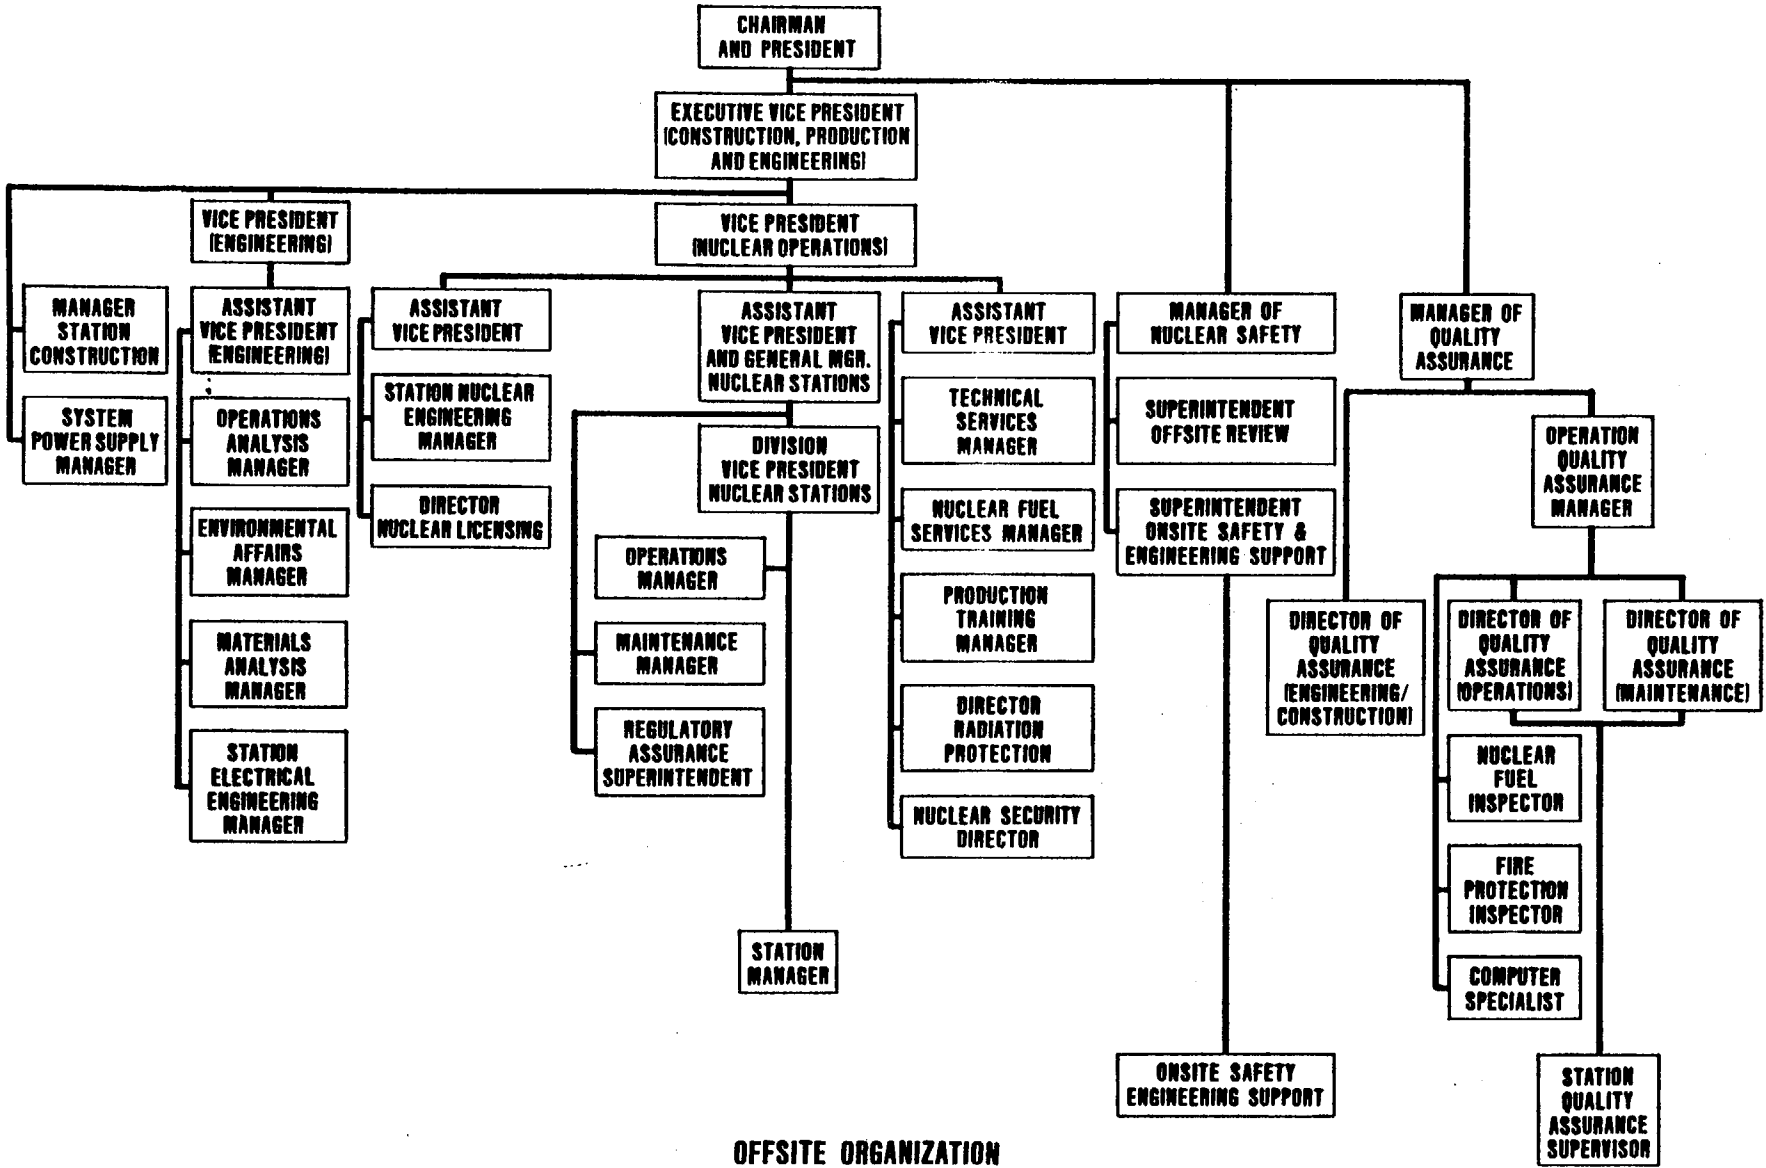 CHAIRMAN
AND PRESIDENT
EXECUTIVE VICE PRESIDENT
(CONSTRUCTION, PRODUCTION
AND ENGINEERING)
VICE PRESIDENT
(ENGINEERING)
VICE PRESIDENT
(NUCLEAR OPERATIONS)
MANAGER
STATION
CONSTRUCTION
SYSTEM
POWER SUPPLY
MANAGER
ASSISTANT
VICE PRESIDENT
(ENGINEERING)
OPERATIONS
ANALYSIS
MANAGER
ENVIRONMENTAL
AFFAIRS
MANAGER
MATERIALS
ANALYSIS
MANAGER
STATION
ELECTRICAL
ENGINEERING
MANAGER
ASSISTANT
VICE PRESIDENT
STATION NUCLEAR
ENGINEERING
MANAGER
DIRECTOR
NUCLEAR LICENSING
ASSISTANT
VICE PRESIDENT
AND GENERAL MGR.
NUCLEAR STATIONS
DIVISION
VICE PRESIDENT
NUCLEAR STATIONS
OPERATIONS
MANAGER
MAINTENANCE
MANAGER
REGULATORY
ASSURANCE
SUPERINTENDENT
STATION
MANAGER
ASSISTANT
VICE PRESIDENT
TECHNICAL
SERVICES
MANAGER
NUCLEAR FUEL
SERVICES MANAGER
PRODUCTION
TRAINING
MANAGER
DIRECTOR
RADIATION
PROTECTION
NUCLEAR SECURITY
DIRECTOR
MANAGER OF
NUCLEAR SAFETY
SUPERINTENDENT
OFFSITE REVIEW
SUPERINTENDENT
ONSITE SAFETY &
ENGINEERING SUPPORT
ONSITE SAFETY
ENGINEERING SUPPORT
MANAGER OF
QUALITY
ASSURANCE
OPERATION
QUALITY
ASSURANCE
MANAGER
DIRECTOR OF
QUALITY
ASSURANCE
(ENGINEERING/
CONSTRUCTION)
DIRECTOR OF
QUALITY
ASSURANCE
(OPERATIONS)
DIRECTOR OF
QUALITY
ASSURANCE
(MAINTENANCE)
NUCLEAR
FUEL
INSPECTOR
FIRE
PROTECTION
INSPECTOR
COMPUTER
SPECIALIST
STATION
QUALITY
ASSURANCE
SUPERVISOR
OFFSITE ORGANIZATION